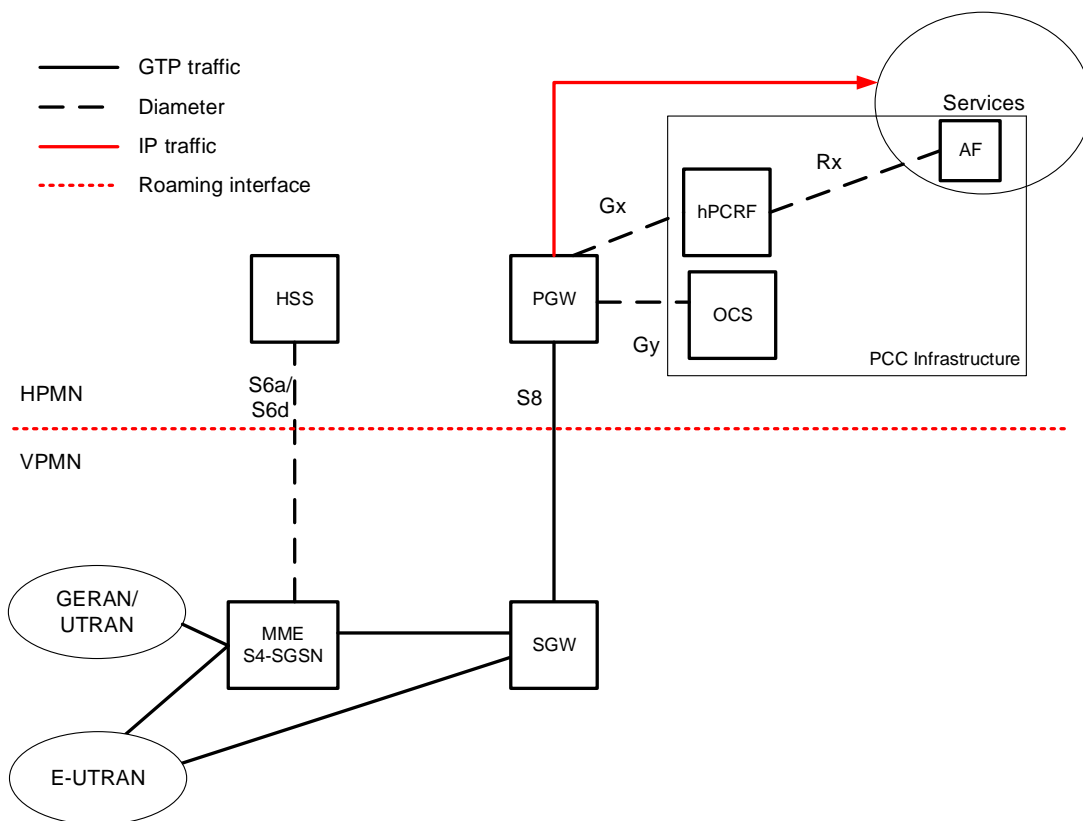 GTP traffic
Diameter
IP traffic
Roaming interface
Services
AF
Rx
hPCRF
Gx
HSS
PGW
OCS
Gy
PCC Infrastructure
HPMN
S6a/
S6d
S8
VPMN
GERAN/
UTRAN
MME
S4-SGSN
SGW
E-UTRAN